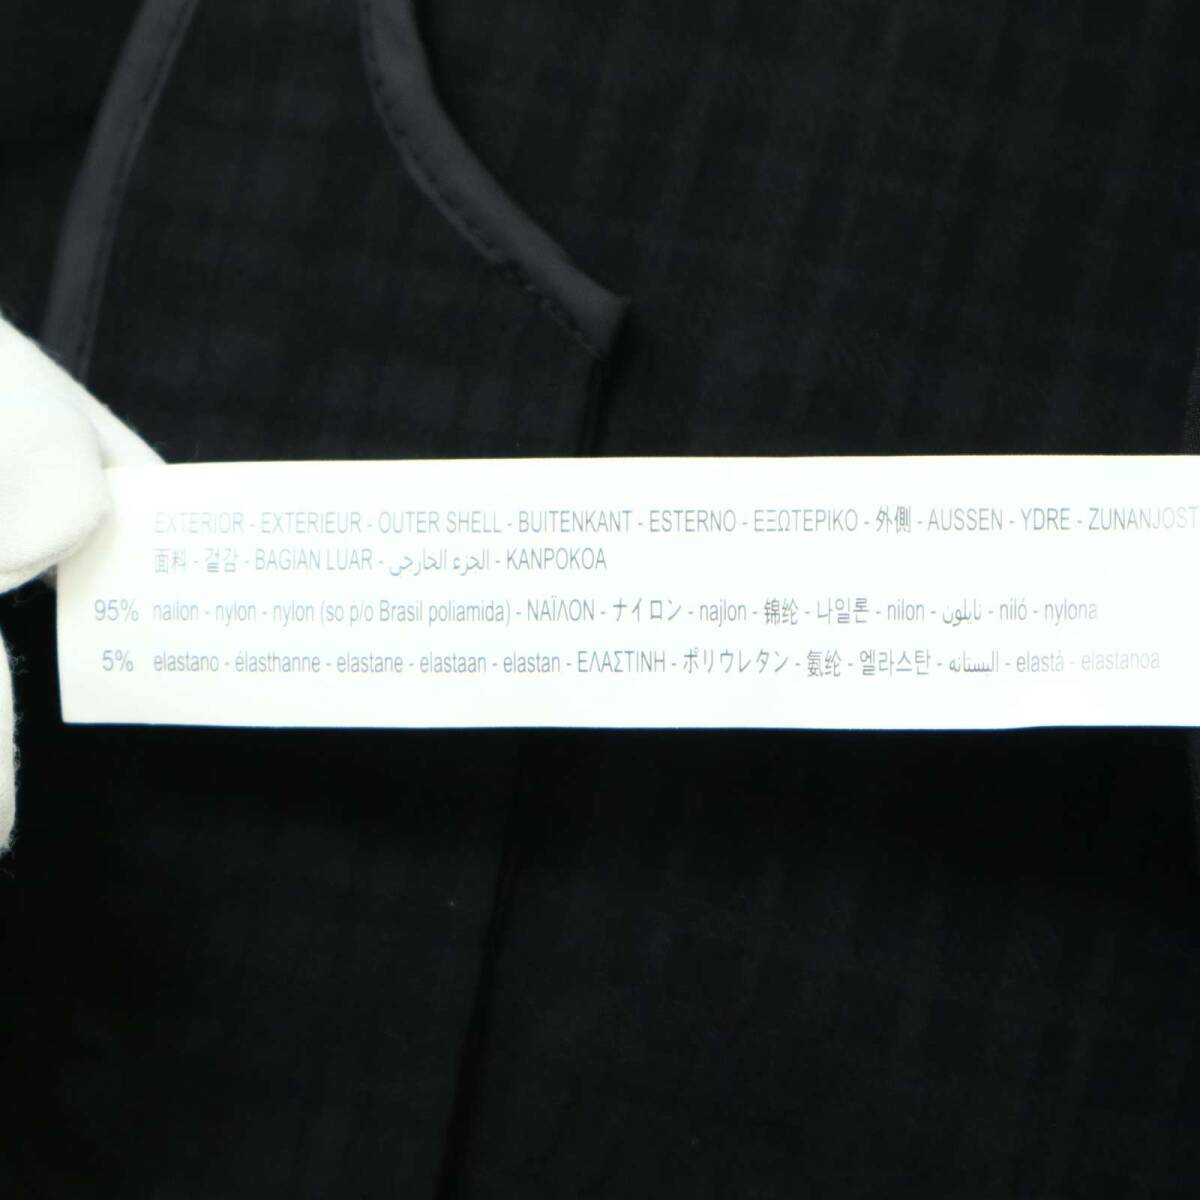 EXTERIOR - EXTÉRIEUR - OUTER SHELL - BUITENKANT - ESTERNO - ΕΞΩΤΕΡΙΚΟ - 外側 - AUSSEN - YDRE - ZUNANJOST
面料 - 겉감 - BAGIAN LUAR - الجزء الخارجي - KANPOKOA
95% nailon - nylon - nylon (so p/o Brasil poliamida) - ΝΑΪΛΟΝ - ナイロン - najlon - 锦纶 - 나일론 - nilon - نايلون - niló - nylona
5% elastano - élasthanne - elastane - elastaan - elastan - ΕΛΑΣΤΙΝΗ - ポリウレタン - 氨纶 - 엘라스탄 - اليستانه - elastà - elastanoa